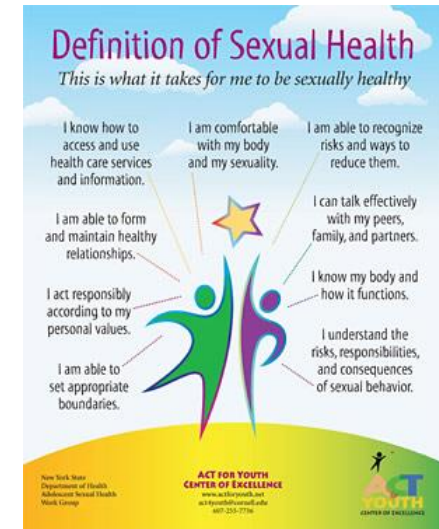 Definition of Sexual Health
This is what it takes for me to be sexually healthy
I know how to
access and use
health care services
and information.
I am comfortable
with my body
and my sexuality.
I am able to recognize
risks and ways to
reduce them.
I am able to form
and maintain healthy
relationships.
I can talk effectively
with my peers,
family, and partners.
I act responsibly
according to my
personal values.
I know my body and
how it functions.
I am able to
set appropriate
boundaries.
I understand the
risks, responsibilities,
and consequences
of sexual behavior.
New York State
Department of Health
Adolescent Sexual Health
Work Group
ACT FOR YOUTH
CENTER OF EXCELLENCE
www.actforyouth.net
act4youth@cornell.edu
607-255-7736
ACT
YOUTH
CENTER OF EXCELLENCE